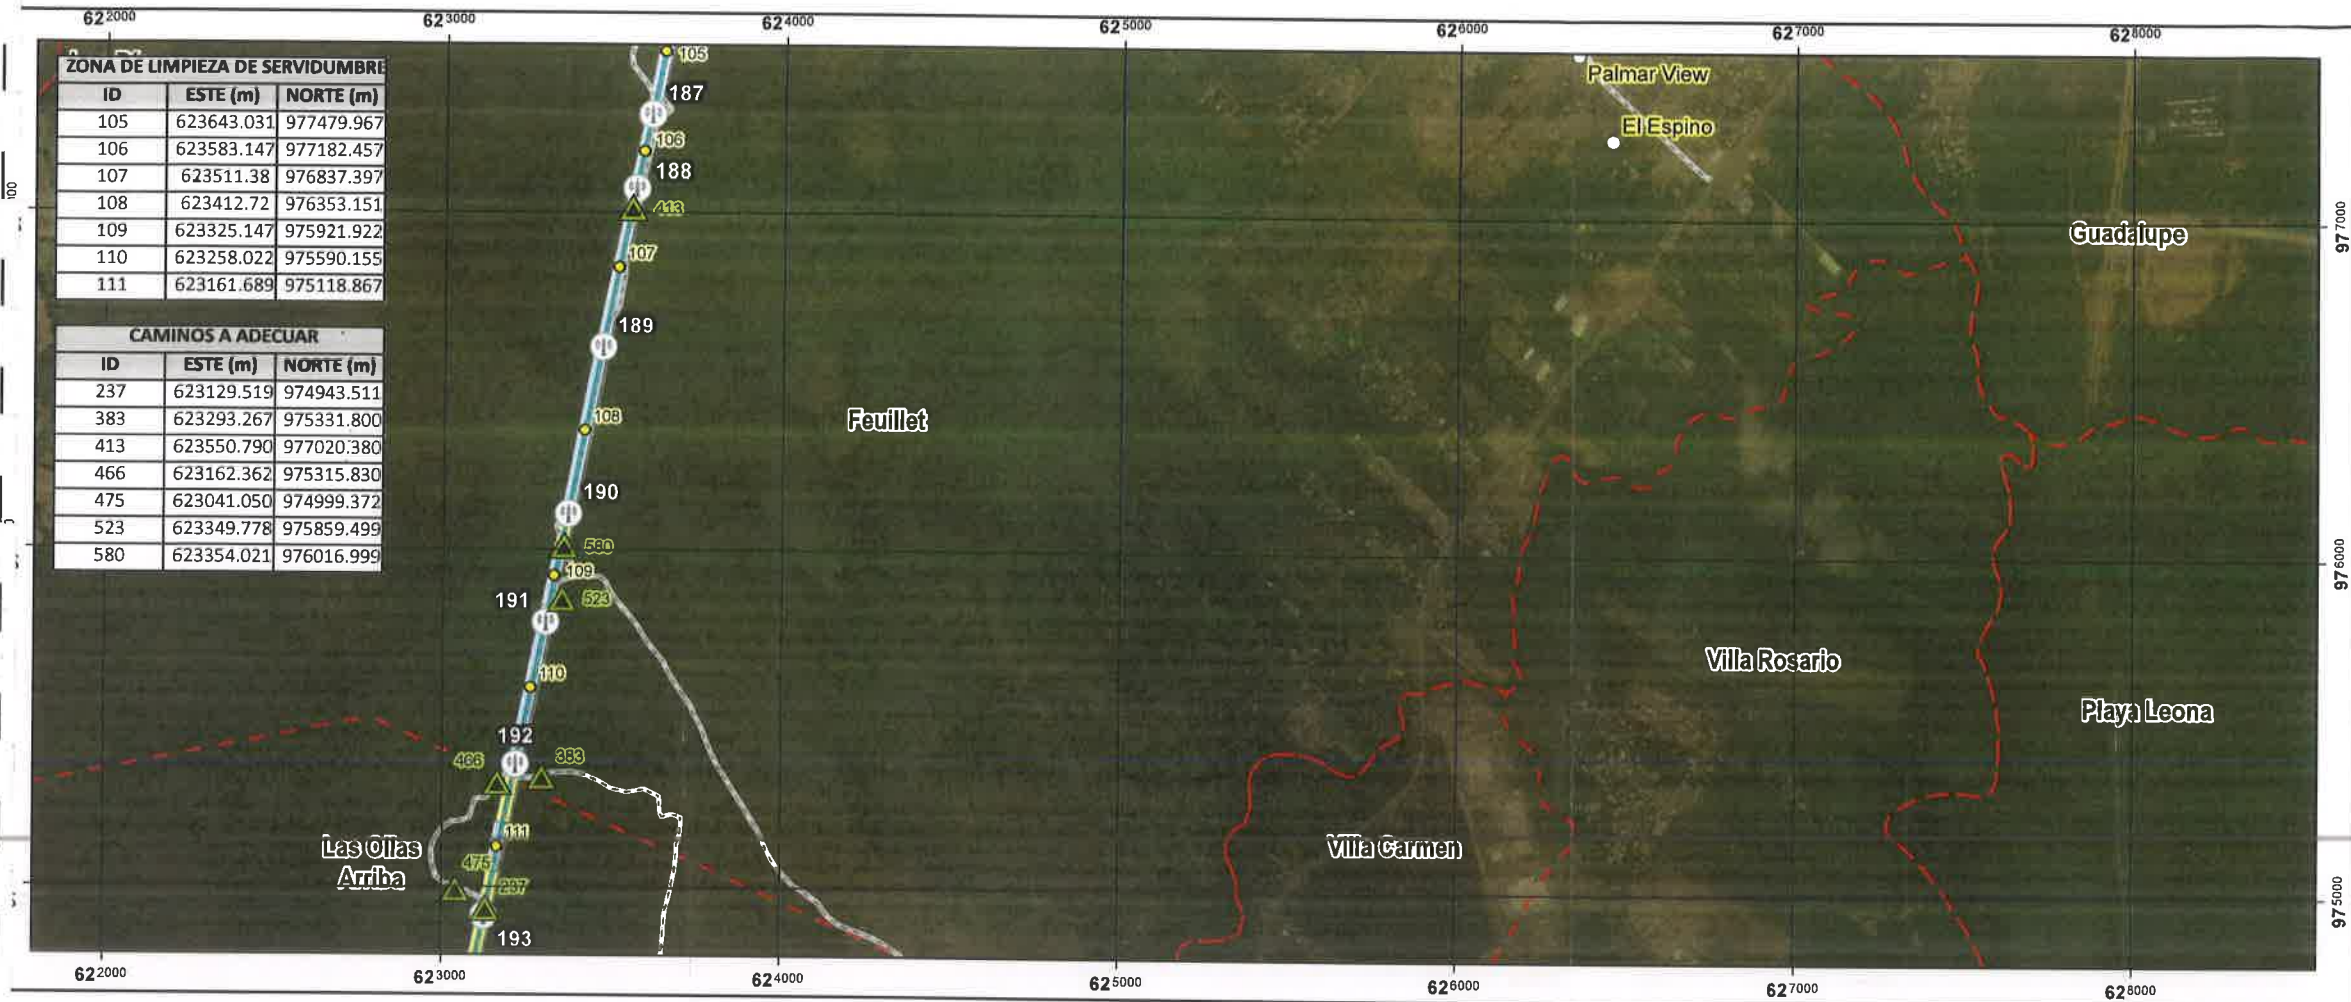 622000 623000 624000 625000 626000 627000 628000
ZONA DE LIMPIEZA DE SERVIDUMBRE
ID ESTE (m) NORTE (m)
105 623643.031 977479.967
106 623583.147 977182.457
107 623511.38 976837.397
108 623412.72 976353.151
109 623325.147 975921.922
110 623258.022 975590.155
111 623161.689 975118.867
CAMINOS A ADECUAR
ID ESTE (m) NORTE (m)
237 623129.519 974943.511
383 623293.267 975331.800
413 623550.790 977020.380
466 623162.362 975315.830
475 623041.050 974999.372
523 623349.778 975859.499
580 623354.021 976016.999
105
187
106
188
413
107
189
108
190
580
109
523
191
110
192
466
383
111
475
237
193
Las Ollas
Arriba
Feuillet
Palmar View
El Espino
Guadalupe
Villa Rosario
Playa Leona
Villa Carmen
977000
976000
975000
622000 623000 624000 625000 626000 627000 628000